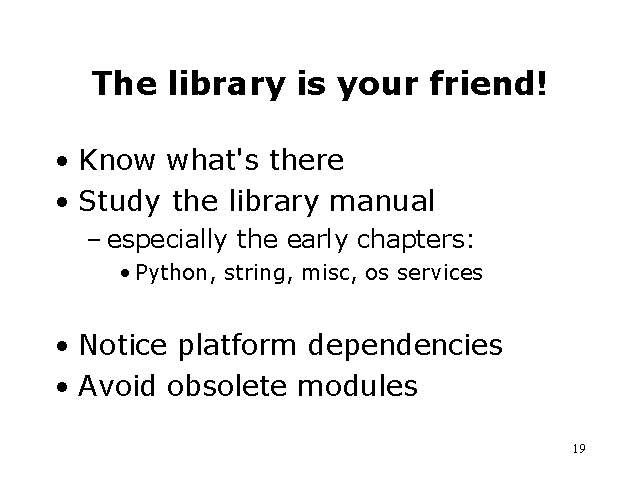 The library is your friend!
• Know what's there
• Study the library manual
– especially the early chapters:
• Python, string, misc, os services
• Notice platform dependencies
• Avoid obsolete modules
19